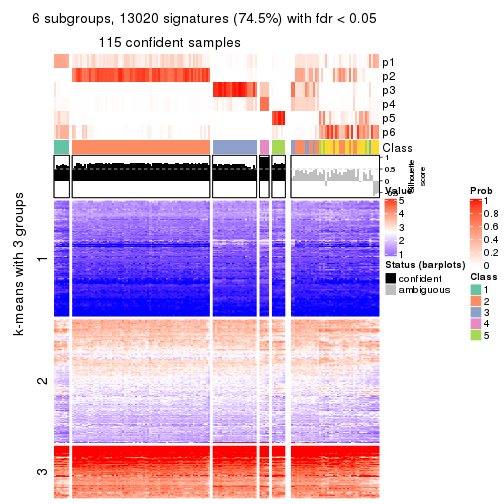 6 subgroups, 13020 signatures (74.5%) with fdr < 0.05
115 confident samples
p1
p2
p3
p4
p5
p6
Class
1
0.5
0
-0.5
Silhouette
score
k-means with 3 groups
1
2
3
Value
5
4
3
2
1
Status (barplots)
confident
ambiguous
Prob
1
0.8
0.6
0.4
0.2
0
Class
1
2
3
4
5